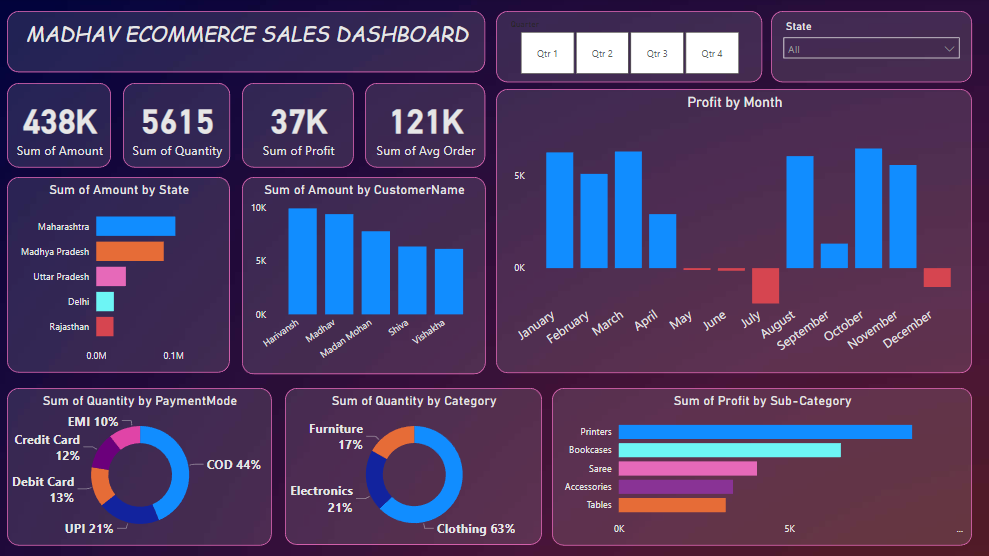 MADHAV ECOMMERCE SALES DASHBOARD
Qtr 1 Qtr 2 Qtr 3 Qtr 4
State
All
438K
Sum of Amount
5615
Sum of Quantity
37K
Sum of Profit
121K
Sum of Avg Order
Profit by Month
5K
0K
January February March April May June July August September October November December
Sum of Amount by State
Maharashtra
Madhya Pradesh
Uttar Pradesh
Delhi
Rajasthan
0.0M 0.1M
Sum of Amount by CustomerName
10K
5K
0K
Harivansh Madhav Madan Mohan Shiva Vishakha
Sum of Quantity by PaymentMode
EMI 10%
Credit Card
12%
COD 44%
Debit Card
13%
UPI 21%
Sum of Quantity by Category
Furniture
17%
Electronics
21%
Clothing 63%
Sum of Profit by Sub-Category
Printers
Bookcases
Saree
Accessories
Tables
0K 5K ...